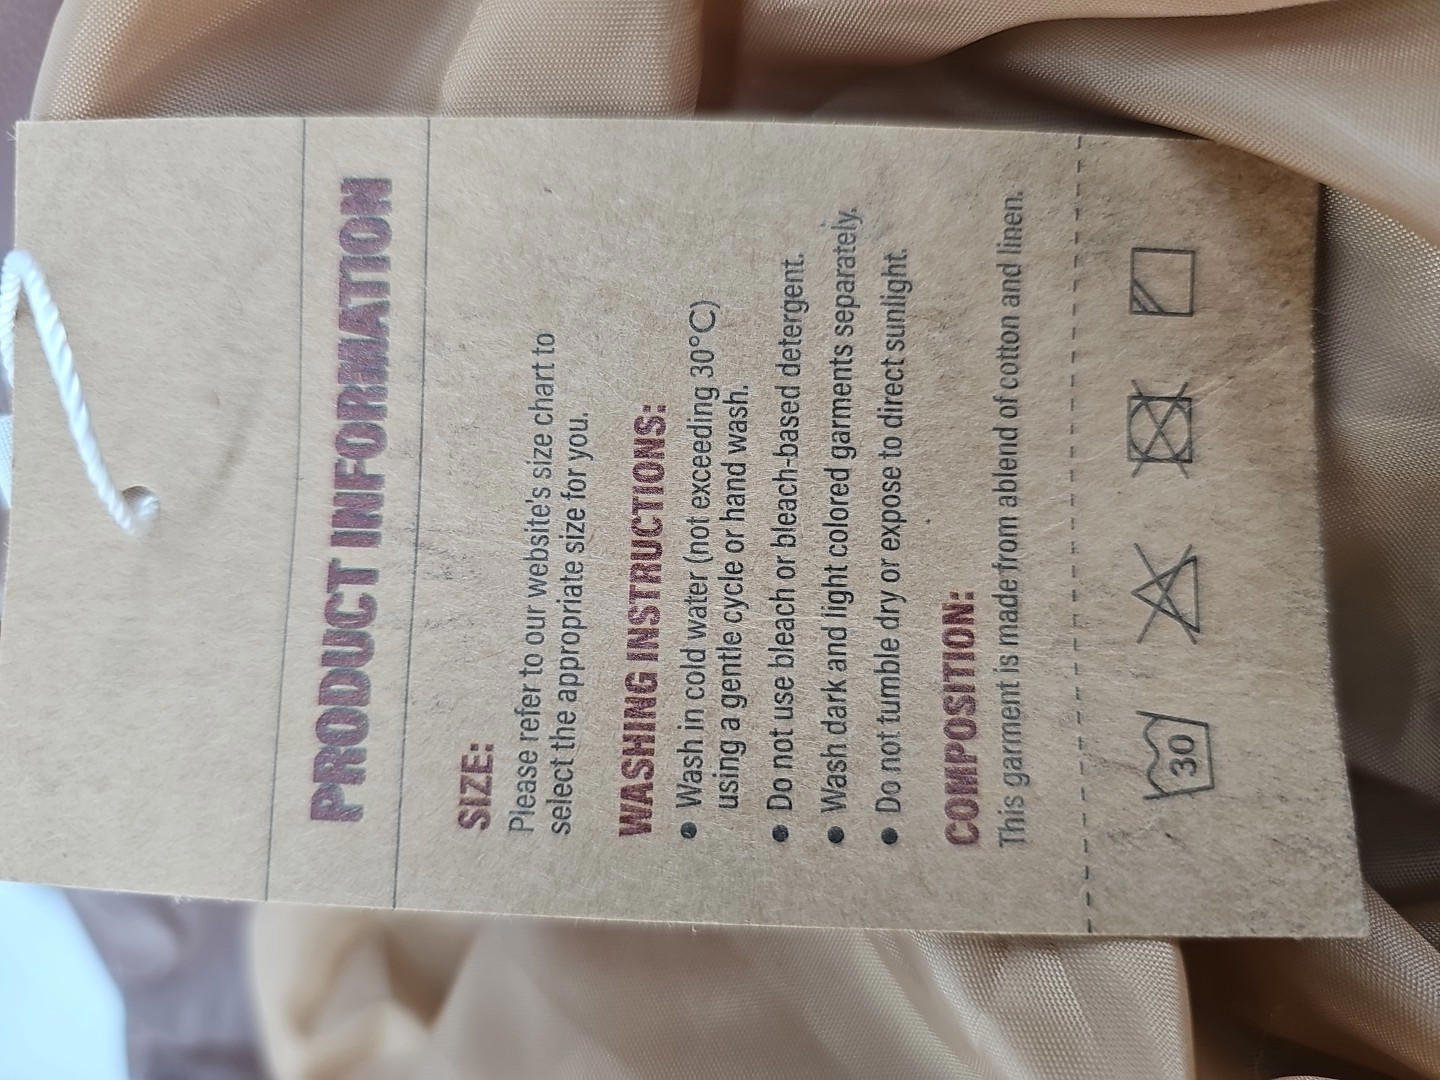 PRODUCT INFORMATION
SIZE:
Please refer to our website's size chart to
select the appropriate size for you.
WASHING INSTRUCTIONS:
• Wash in cold water (not exceeding 30°C)
using a gentle cycle or hand wash.
• Do not use bleach or bleach-based detergent.
• Wash dark and light colored garments separately.
• Do not tumble dry or expose to direct sunlight.
COMPOSITION:
This garment is made from ablend of cotton and linen.
30